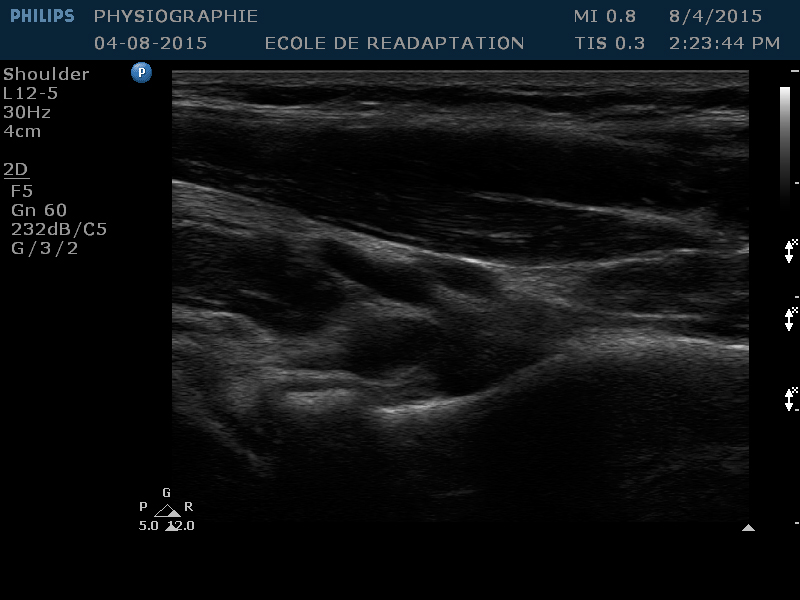 PHILIPS PHYSIOGRAPHIE MI 0.8 8/4/2015
04-08-2015 ECOLE DE READAPTATION TIS 0.3 2:23:44 PM
Shoulder P
L12-5
30Hz
4cm
2D
F5
Gn 60
232dB/C5
G/3/2
G
P R
5.0 12.0